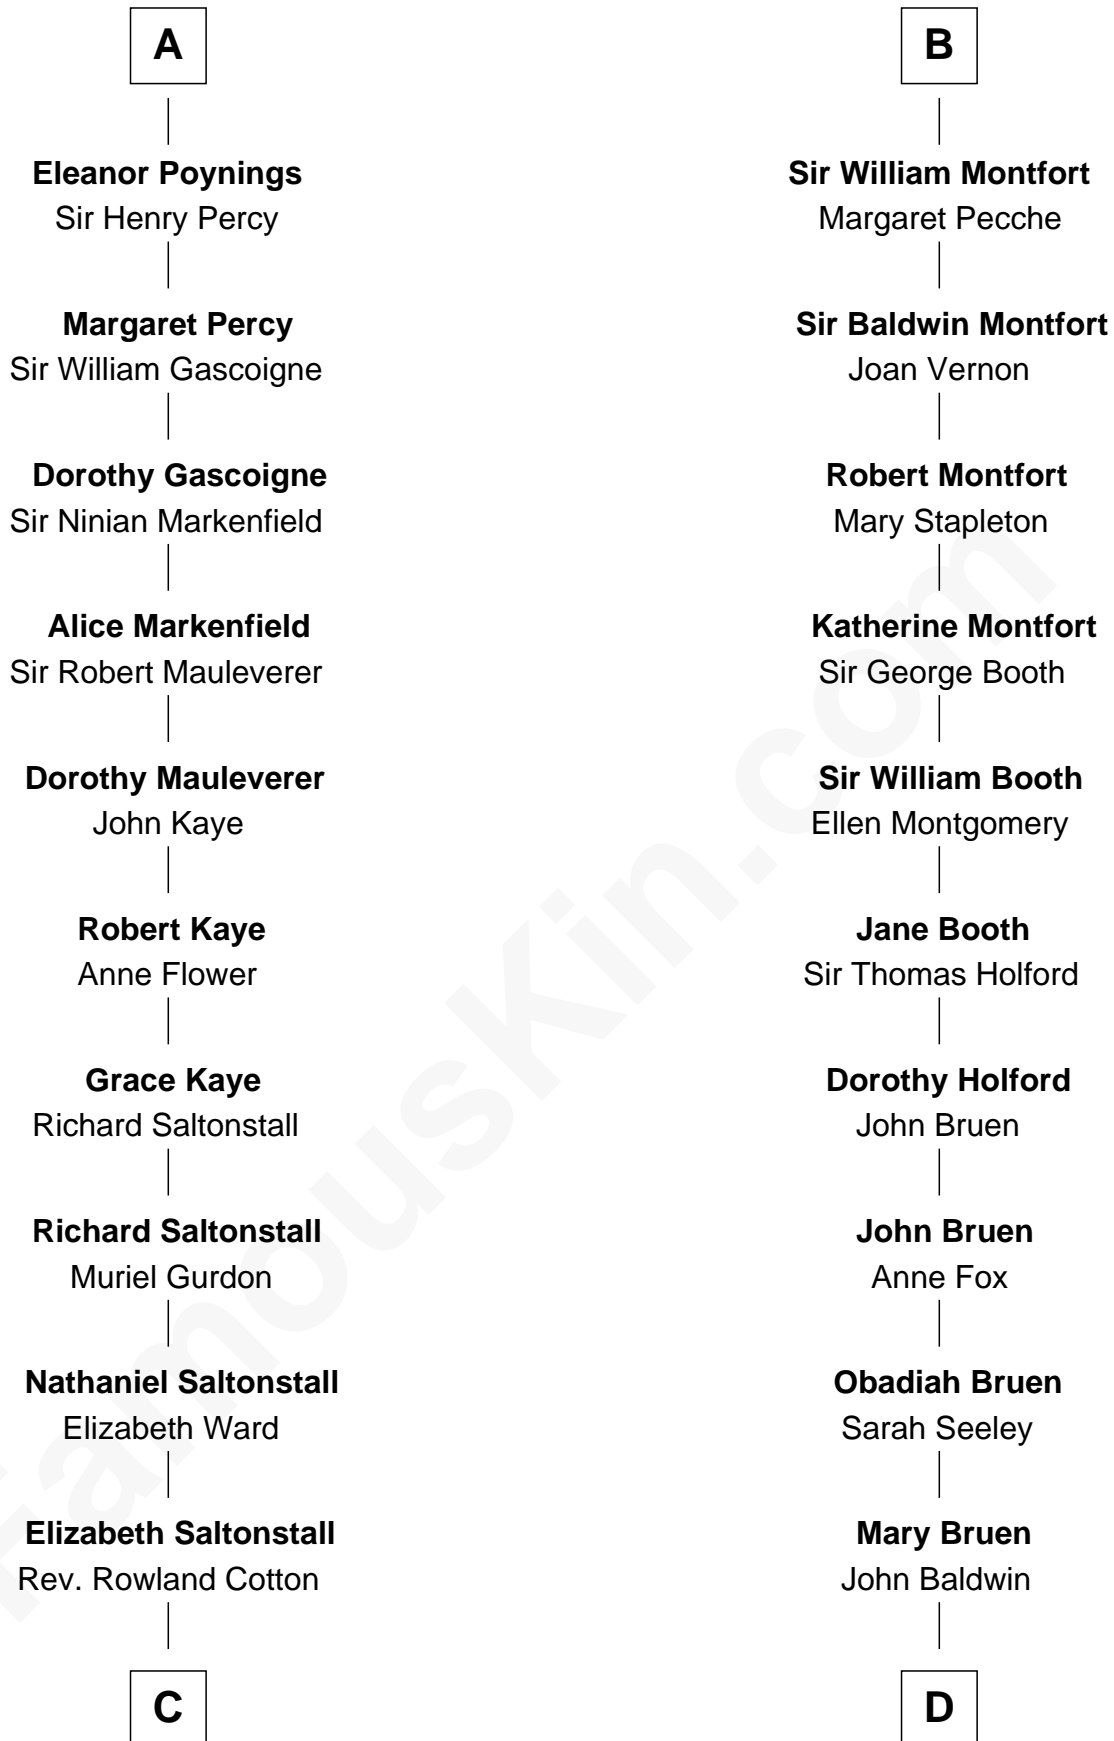 A
Eleanor Poynings
Sir Henry Percy
Margaret Percy
Sir William Gascoigne
Dorothy Gascoigne
Sir Ninian Markenfield
Alice Markenfield
Sir Robert Mauleverer
Dorothy Mauleverer
John Kaye
Robert Kaye
Anne Flower
Grace Kaye
Richard Saltonstall
Richard Saltonstall
Muriel Gurdon
Nathaniel Saltonstall
Elizabeth Ward
Elizabeth Saltonstall
Rev. Rowland Cotton
C
B
Sir William Montfort
Margaret Pecche
Sir Baldwin Montfort
Joan Vernon
Robert Montfort
Mary Stapleton
Katherine Montfort
Sir George Booth
Sir William Booth
Ellen Montgomery
Jane Booth
Sir Thomas Holford
Dorothy Holford
John Bruen
John Bruen
Anne Fox
Obadiah Bruen
Sarah Seeley
Mary Bruen
John Baldwin
D
FamousKin.com